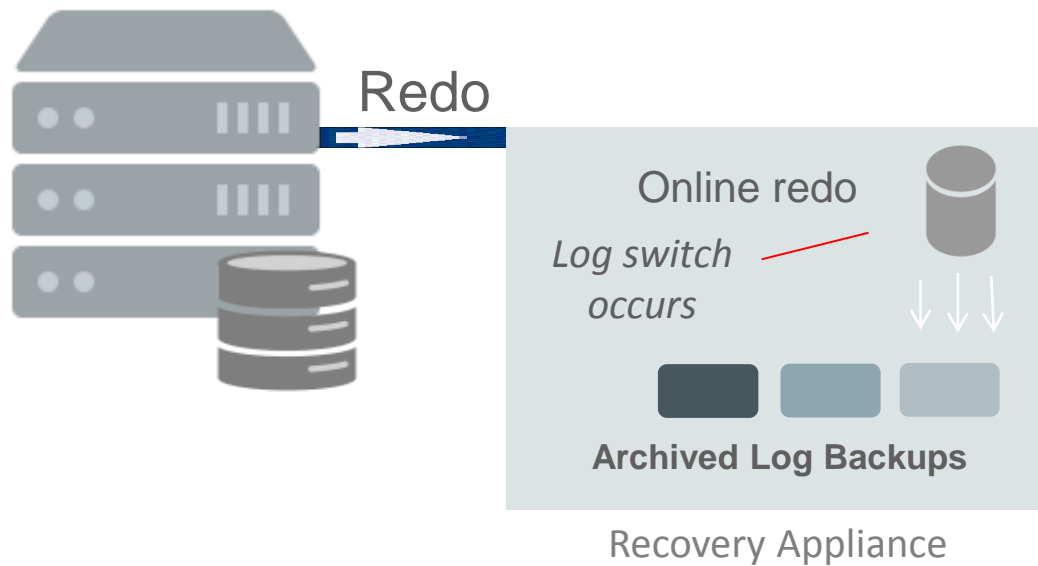 Redo
Online redo
Log switch
occurs
Archived Log Backups
Recovery Appliance